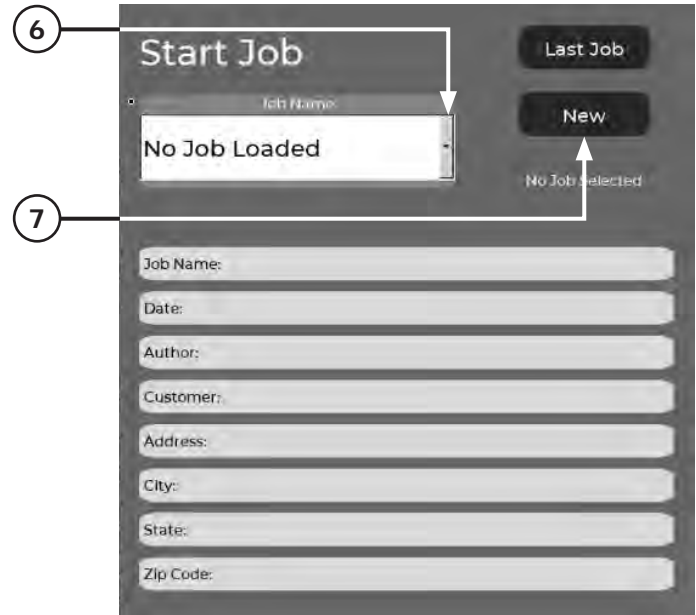 6
Start Job
Last Job
Job Name
New
No Job Loaded
No Job Selected
7
Job Name:
Date:
Author:
Customer:
Address:
City:
State:
Zip Code: